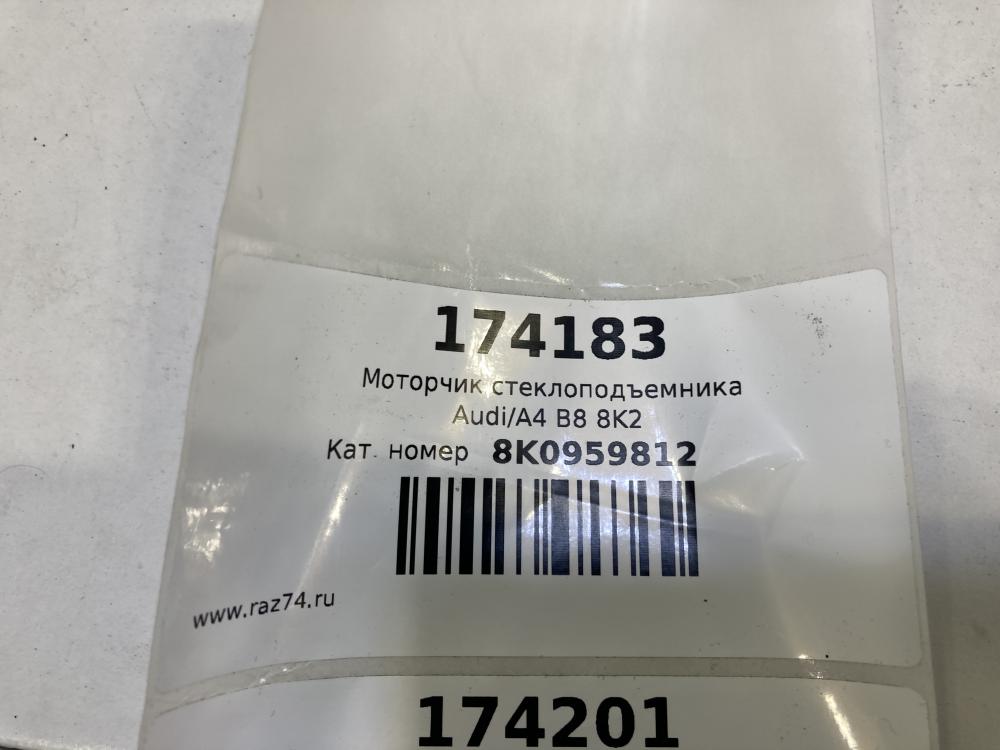 174183
Моторчик стеклоподъемника
Audi/A4 B8 8K2
Кат. номер 8K0959812
www.raz74.ru
174201